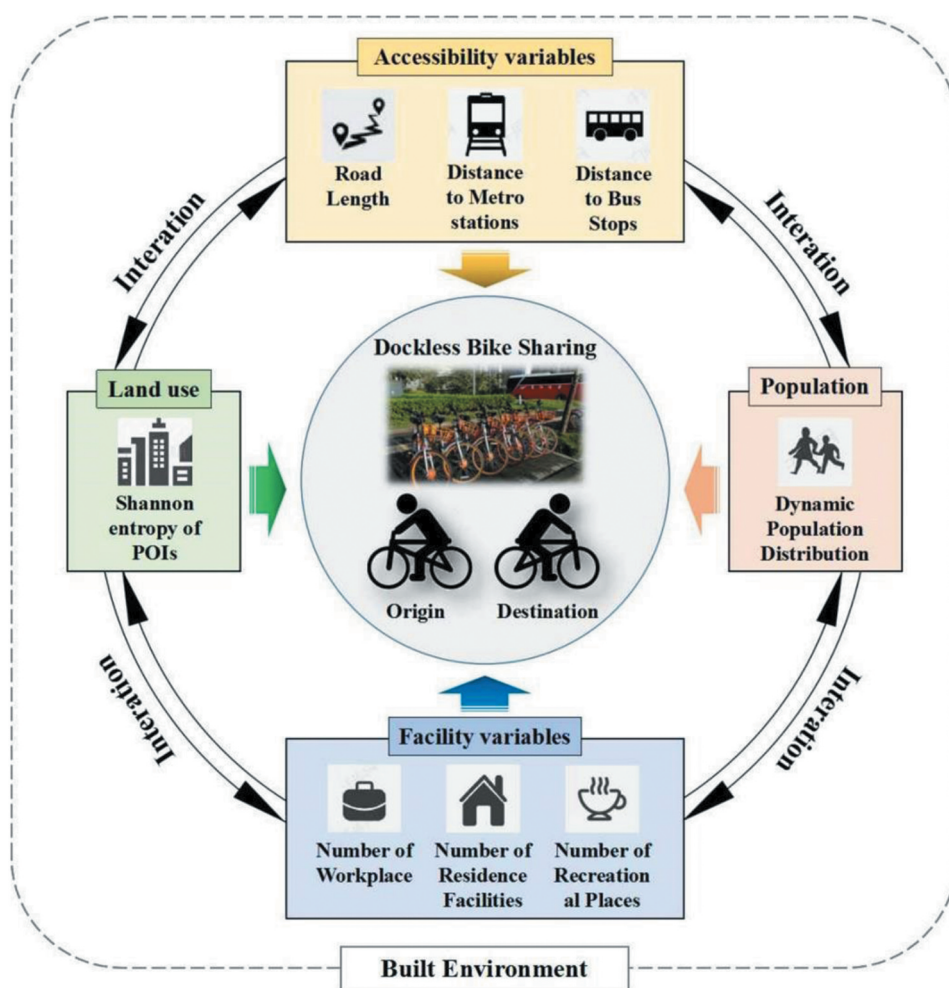 Accessibility variables
Road
Length
Distance
to Metro
stations
Distance
to Bus
Stops
Interation
Interation
Dockless Bike Sharing
Land use
Shannon
entropy of
POIs
Population
Dynamic
Population
Distribution
Origin
Destination
Interation
Interation
Facility variables
Number of
Workplace
Number of
Residence
Facilities
Number of
Recreation
al Places
Built Environment